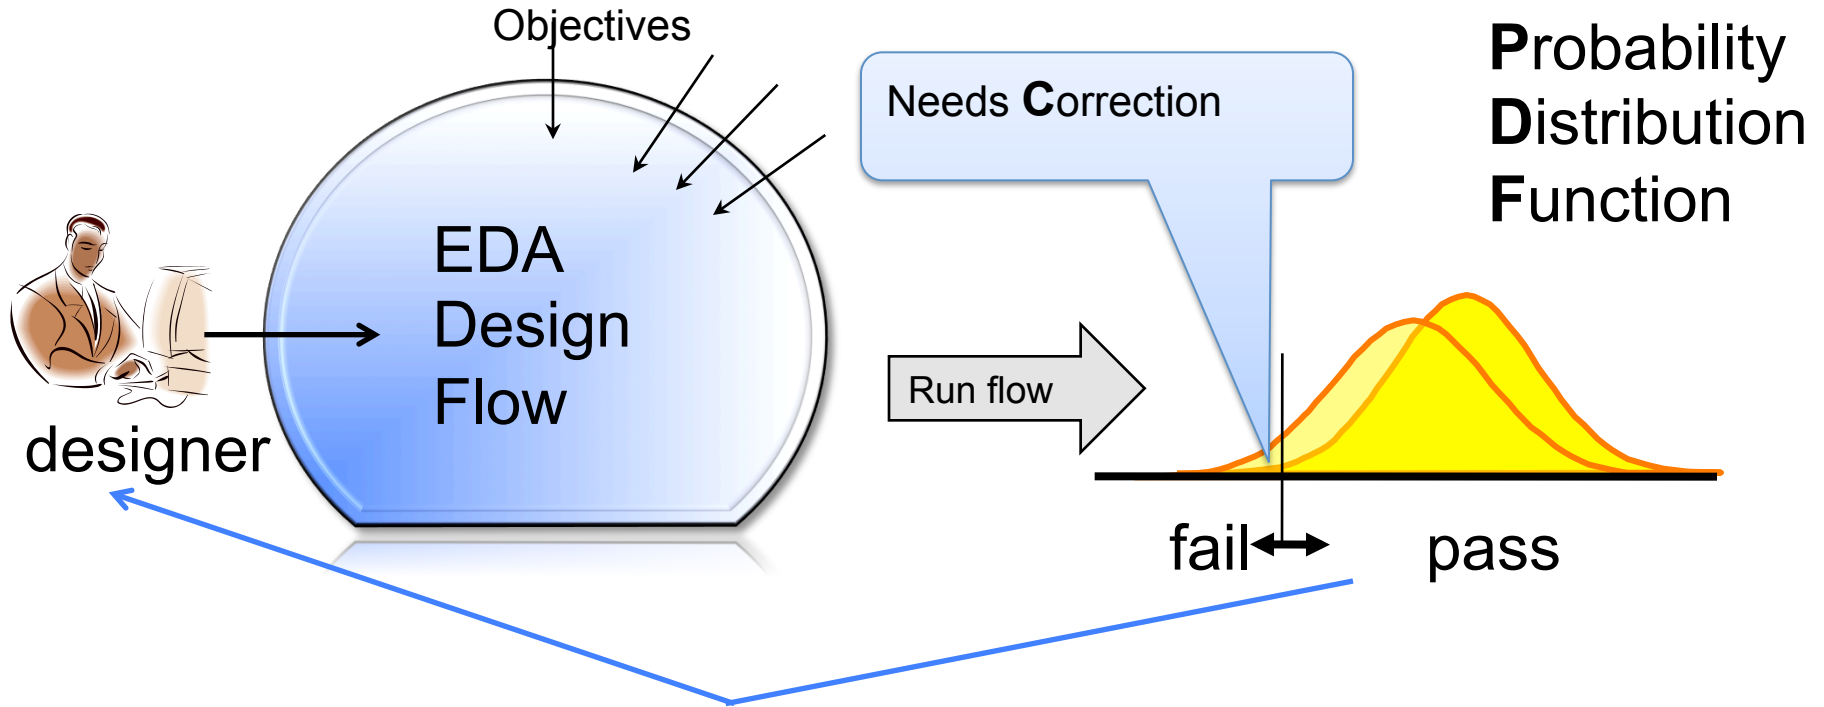 Objectives
Needs Correction
Probability
Distribution
Function
EDA
Design
Flow
Run flow
designer
fail
pass